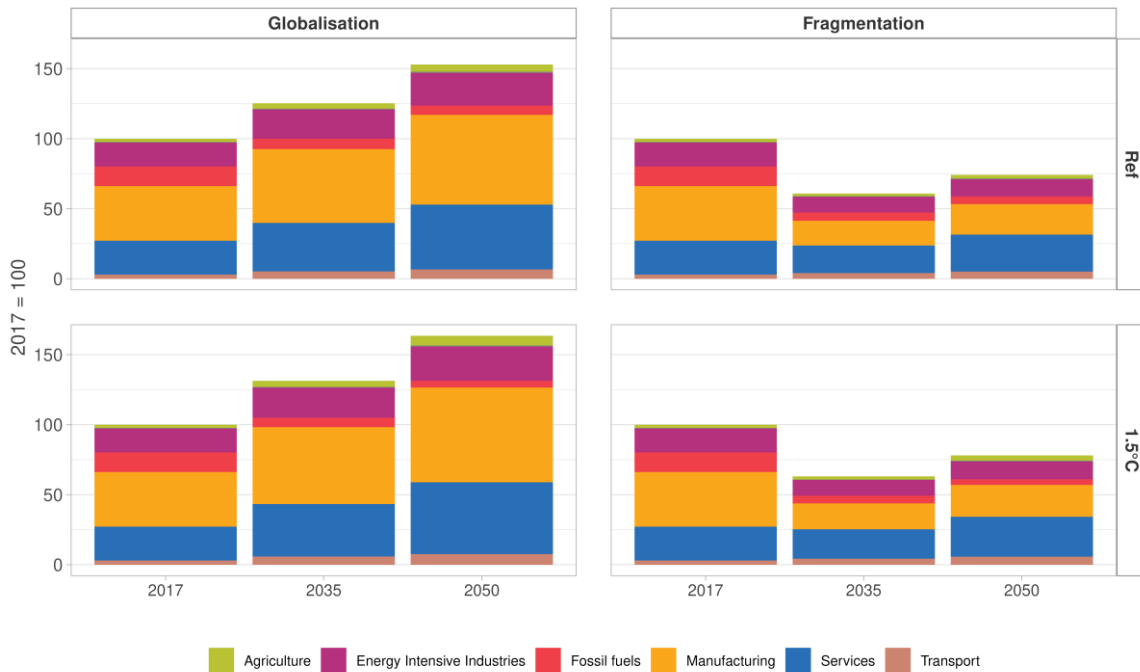 Globalisation
Fragmentation
2017 = 100
150
100
50
0
Ref
150
100
50
0
1.5°C
2017 2035 2050
2017 2035 2050
Agriculture Energy Intensive Industries Fossil fuels Manufacturing Services Transport